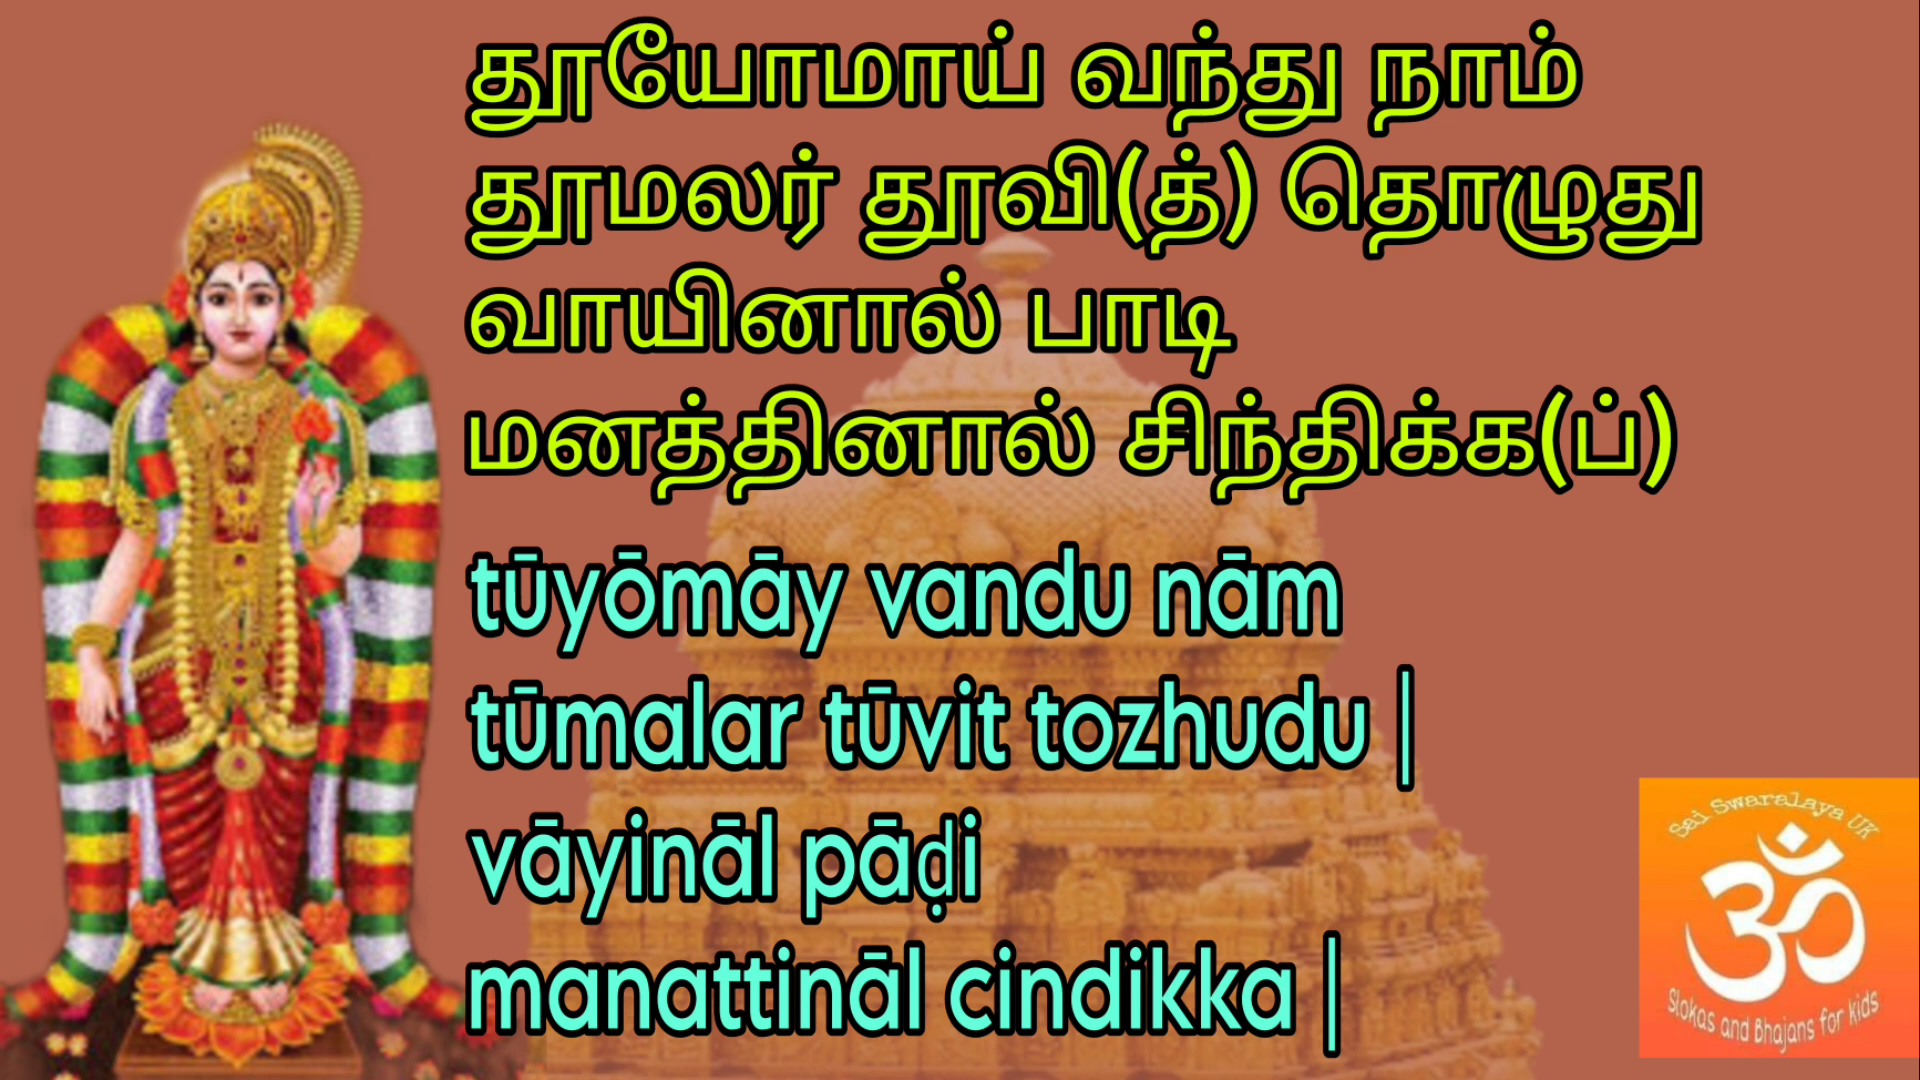 தூயோமாய் வந்து நாம்
தூமலர் தூவி(த்) தொழுது
வாயினால் பாடி
மனத்தினால் சிந்திக்க(ப்)
tūyōmāy vandu nām
tūmalar tūvit tozhudu |
vāyināl pāḍi
manattināl cindikka |
Sai Swaralaya UK
ॐ
Slokas and Bhajans for kids